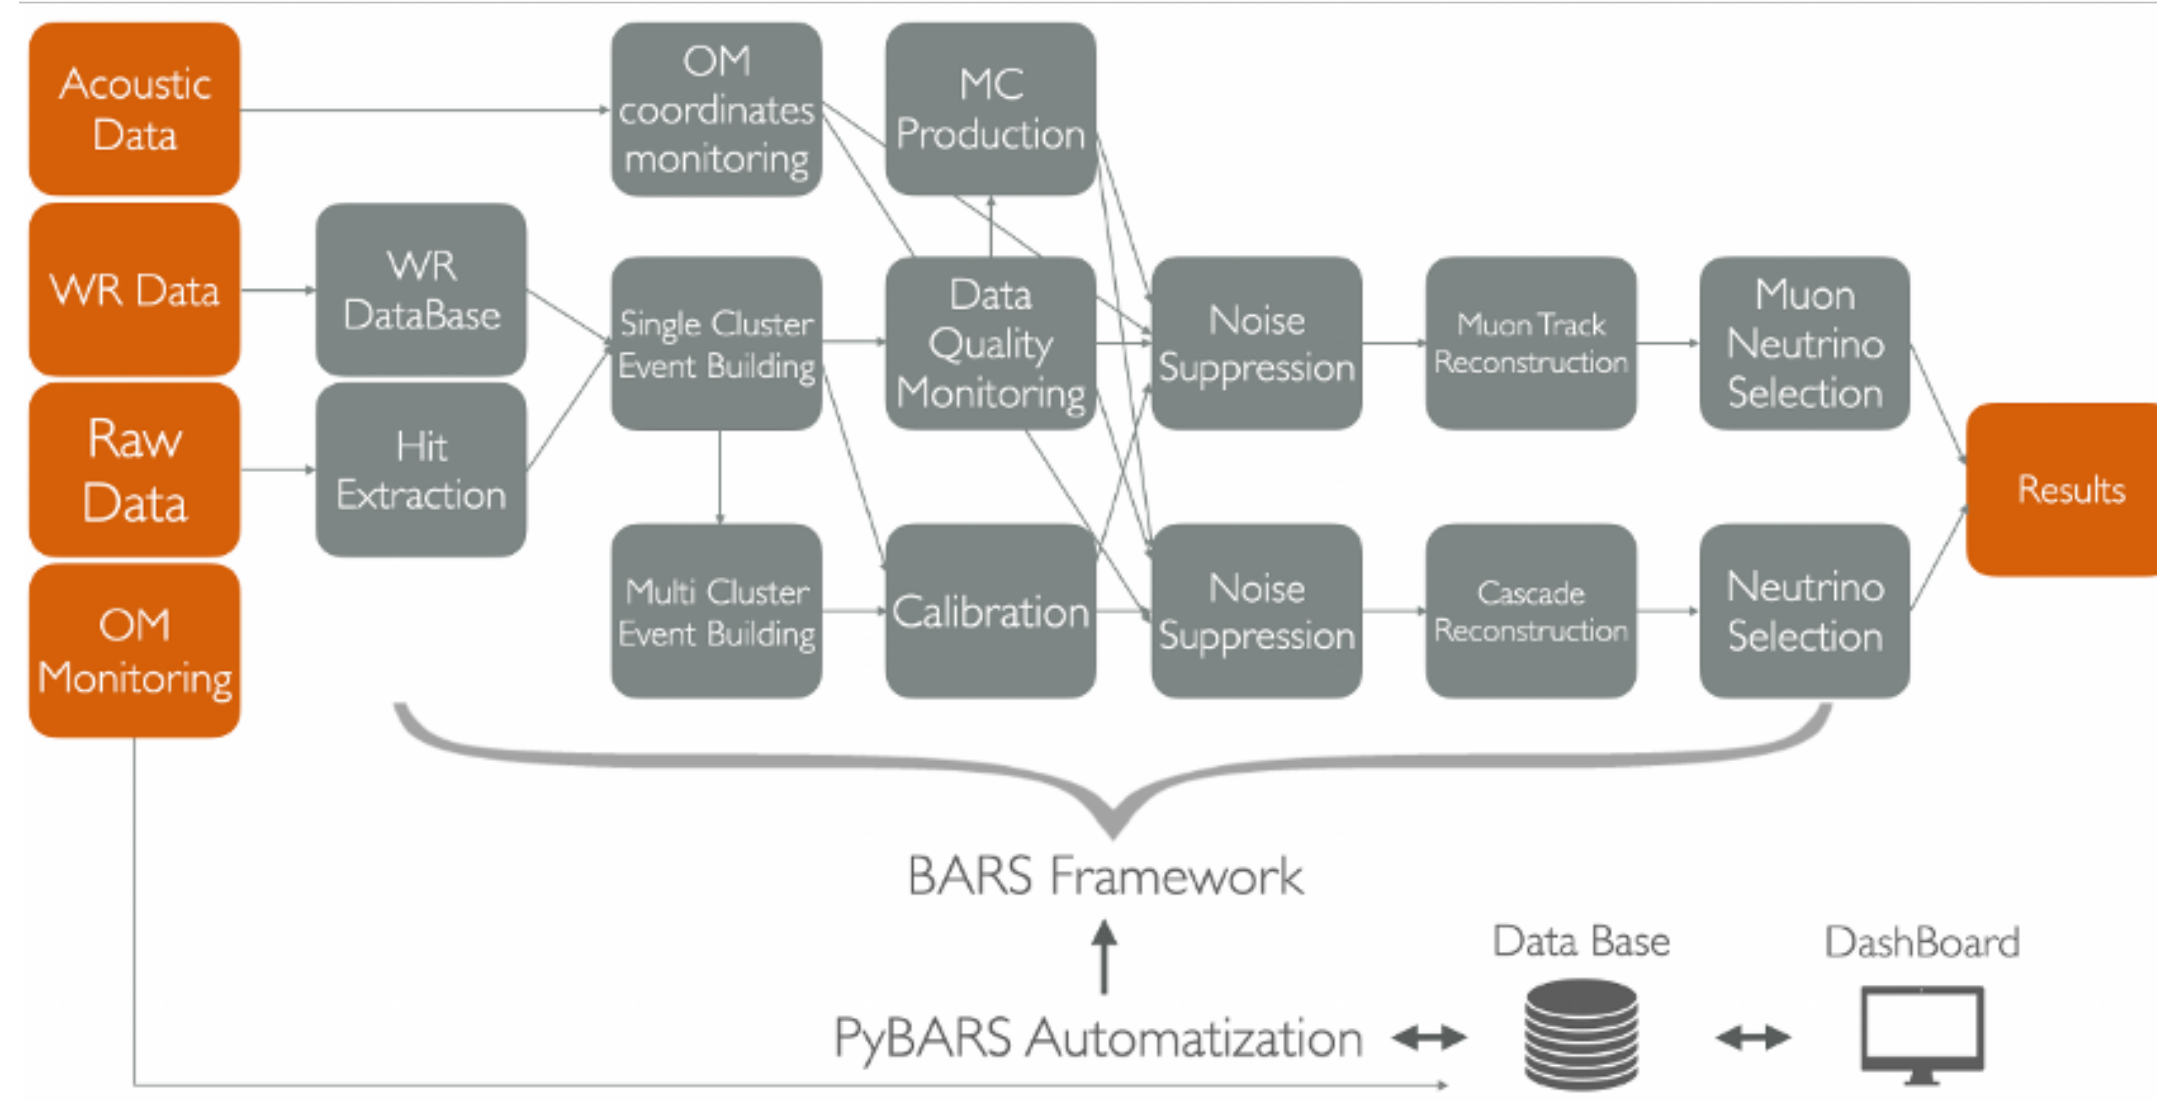 Acoustic
Data
WR Data
Raw
Data
OM
Monitoring
WR
DataBase
Hit
Extraction
OM
coordinates
monitoring
Single Cluster
Event Building
Multi Cluster
Event Building
MC
Production
Data
Quality
Monitoring
Calibration
Noise
Suppression
Noise
Suppression
Muon Track
Reconstruction
Cascade
Reconstruction
Muon
Neutrino
Selection
Neutrino
Selection
Results
BARS Framework
PyBARS Automatization
Data Base
DashBoard